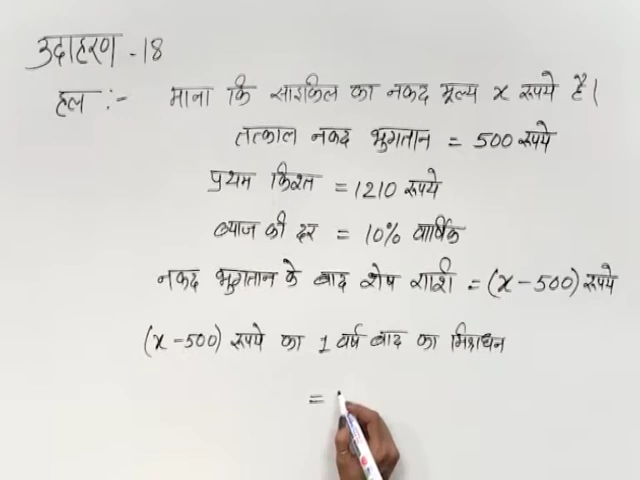 उदाहरण - 18
हल :- माना कि साइकिल का नकद मूल्य x रूपये है।
तत्काल नकद भुगतान = 500 रूपये
प्रथम किश्त = 1210 रूपये
ब्याज की दर = 10% वार्षिक
नकद भुगतान के बाद शेष राशि = (x - 500) रूपये
(x - 500) रूपये का 1 वर्ष बाद का मिश्रधन
=